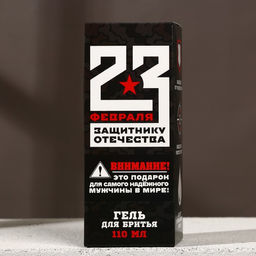 23
ФЕВРАЛЯ
ЗАЩИТНИКУ
ОТЕЧЕСТВА
ВНИМАНИЕ!
ЭТО ПОДАРОК
ДЛЯ САМОГО НАДЁЖНОГО
МУЖЧИНЫ В МИРЕ!
ГЕЛЬ
ДЛЯ БРИТЬЯ
110 МЛ